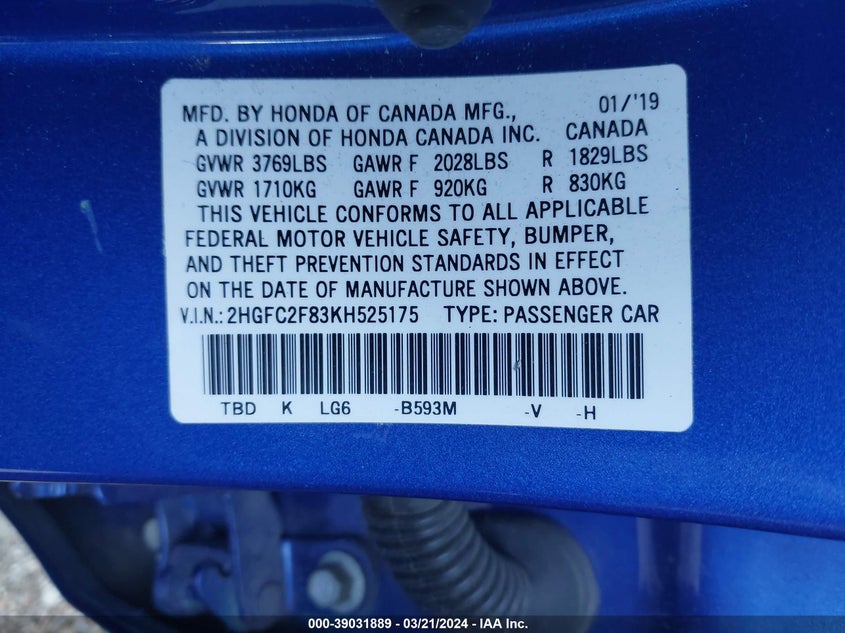 MFD. BY HONDA OF CANADA MFG., 01/'19
A DIVISION OF HONDA CANADA INC. CANADA
GVWR 3769LBS GAWR F 2028LBS R 1829LBS
GVWR 1710KG GAWR F 920KG R 830KG
THIS VEHICLE CONFORMS TO ALL APPLICABLE
FEDERAL MOTOR VEHICLE SAFETY, BUMPER,
AND THEFT PREVENTION STANDARDS IN EFFECT
ON THE DATE OF MANUFACTURE SHOWN ABOVE.
V.I.N.: 2HGFC2F83KH525175 TYPE: PASSENGER CAR
TBD K LG6 -B593M -V -H
000-39031889 - 03/21/2024 - IAA Inc.